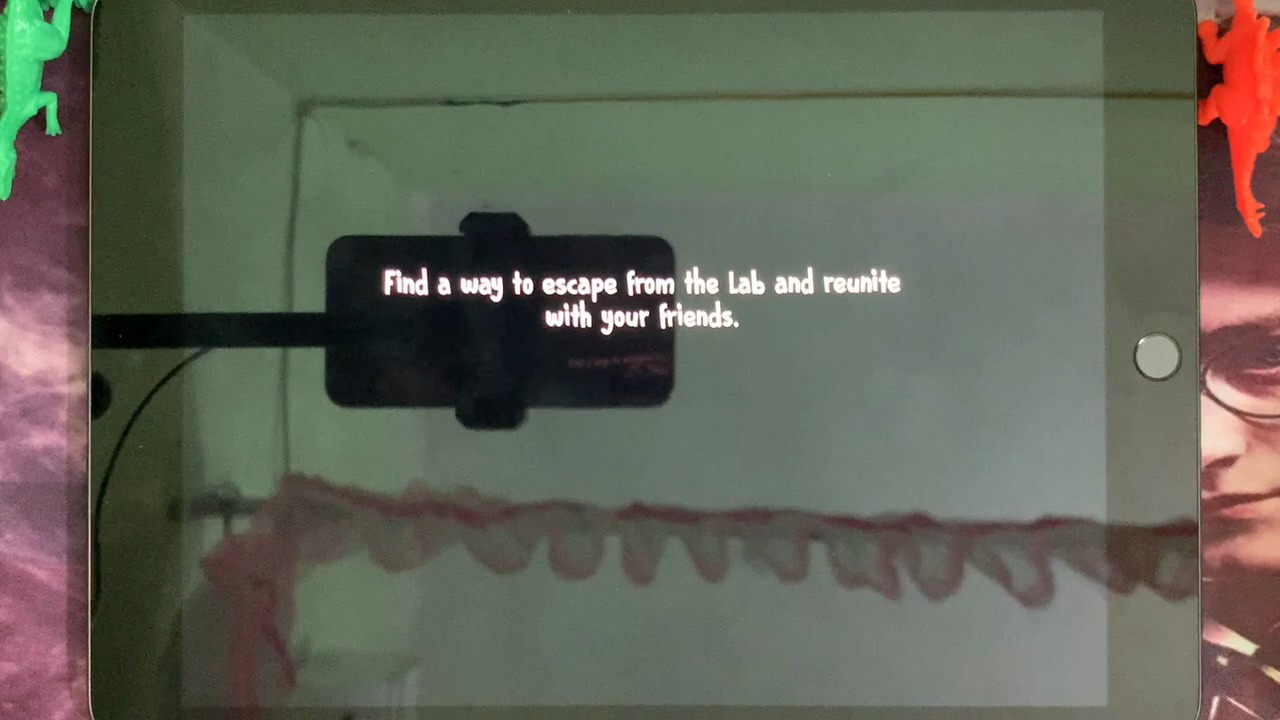 Find a way to escape from the Lab and reunite
with your friends.